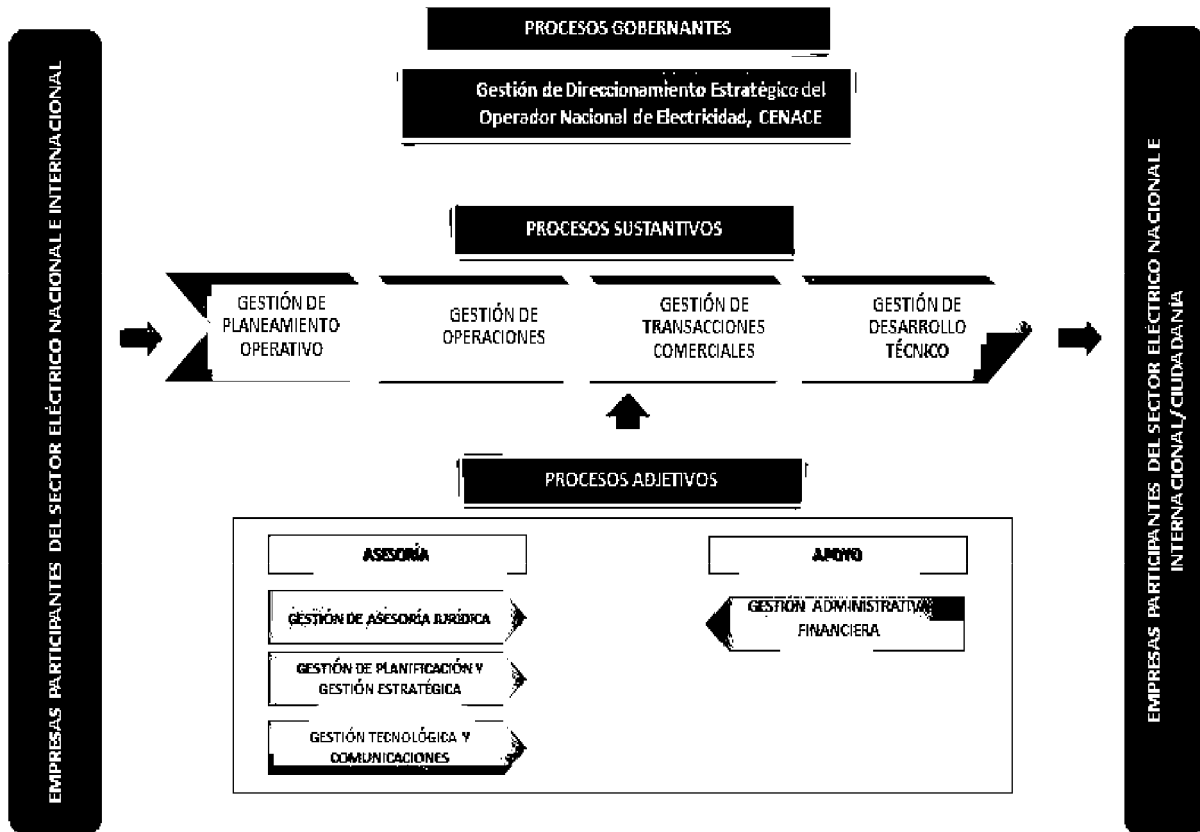 PROCESOS GOBERNANTES
Gestión de Direccionamiento Estratégico del
Operador Nacional de Electricidad, CENACE
EMPRESAS PARTICIPANTES DEL SECTOR ELÉCTRICO NACIONAL E INTERNACIONAL
PROCESOS SUSTANTIVOS
GESTIÓN DE
PLANEAMIENTO
OPERATIVO
GESTIÓN DE
OPERACIONES
GESTIÓN DE
TRANSACCIONES
COMERCIALES
GESTIÓN DE
DESARROLLO
TÉCNICO
PROCESOS ADJETIVOS
ASESORÍA
GESTIÓN DE ASESORÍA JURÍDICA
GESTIÓN DE PLANIFICACIÓN Y
GESTIÓN ESTRATÉGICA
GESTIÓN TECNOLÓGICA Y
COMUNICACIONES
APOYO
GESTIÓN ADMINISTRATIVA
FINANCIERA
EMPRESAS PARTICIPANTES DEL SECTOR ELÉCTRICO NACIONAL E
INTERNACIONAL/CIUDADANÍA